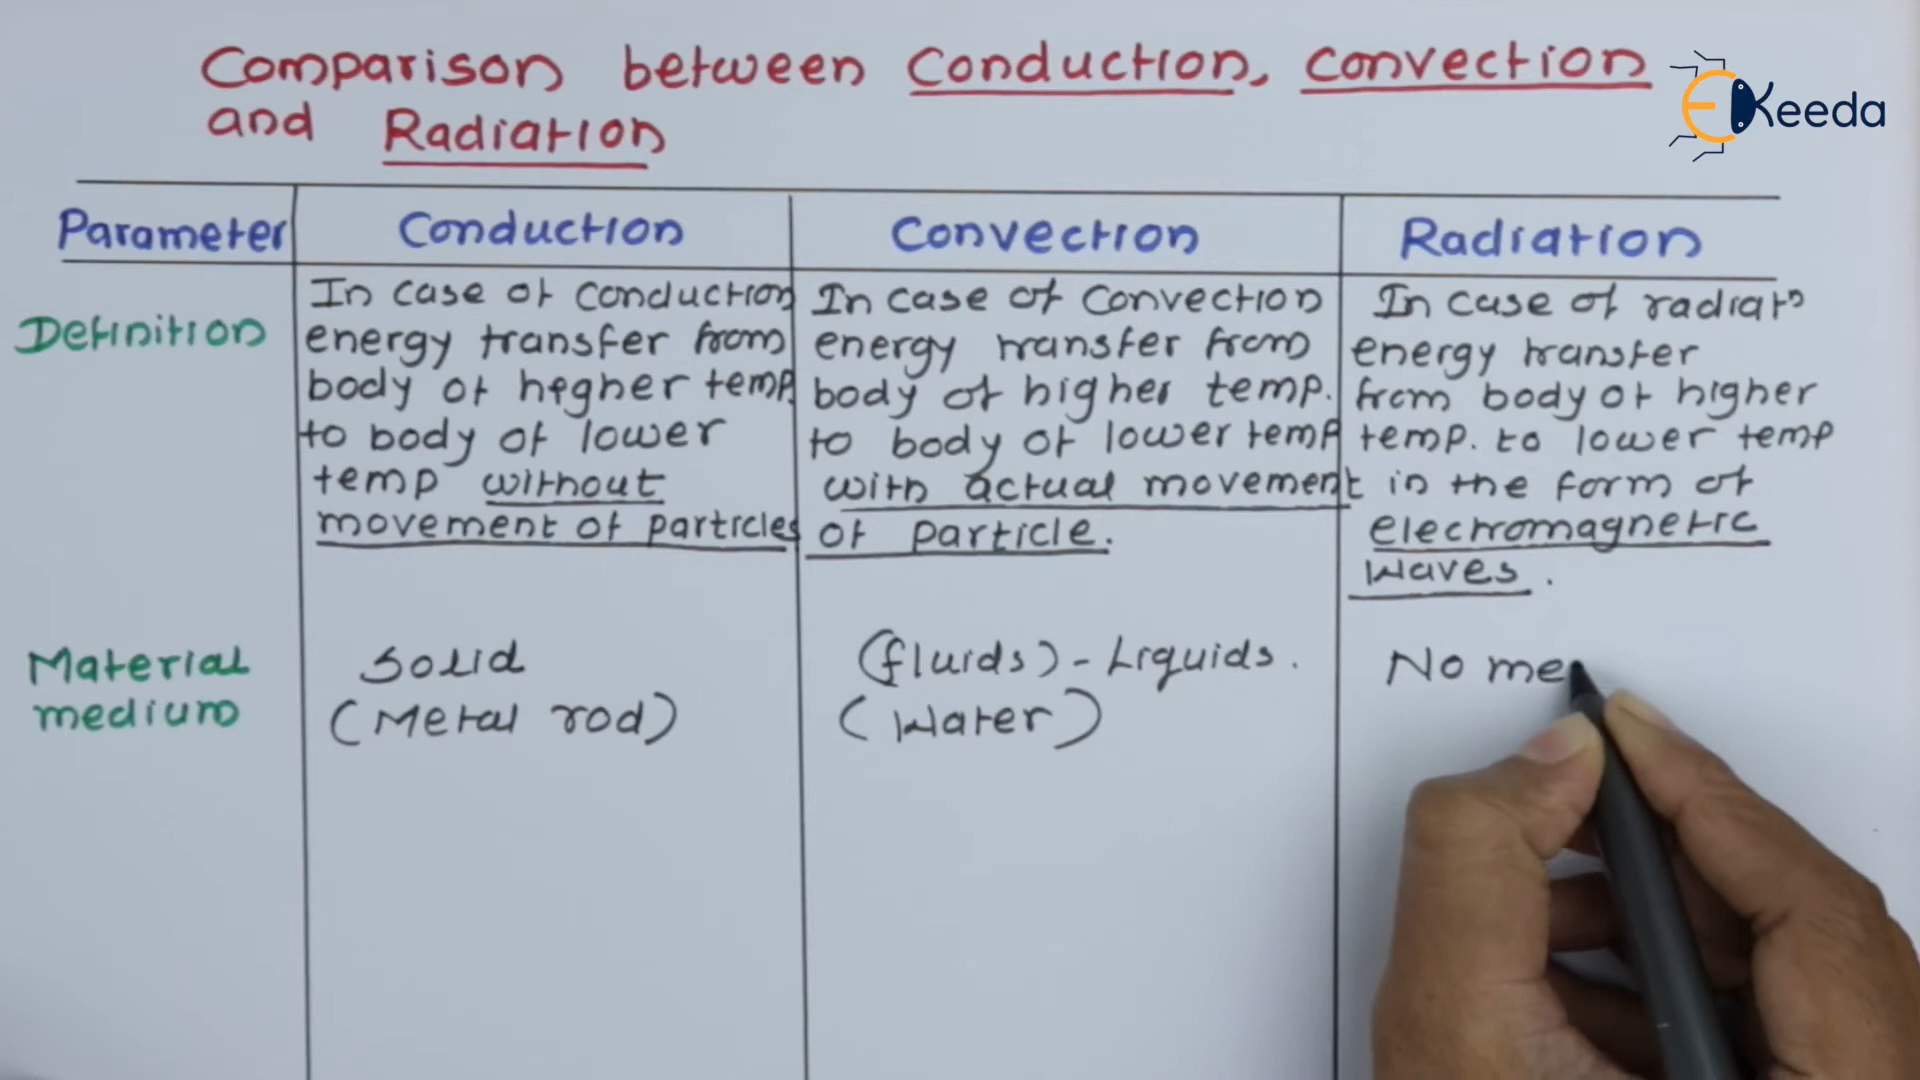 Comparison between Conduction, Convection
and Radiation
EKeeda
Parameter
Conduction
Convection
Radiation
Definition
In case of conduction
energy transfer from
body of hegher temp.
to body of lower
temp without
movement of particles
In case of Convection
energy transfer from
body of higher temp.
to body of lower temp
with actual movement
of particle.
In case of radiatn
energy transfer
from body of higher
temp. to lower temp
in the form of
electromagnetic
waves.
Material
medium
Solid
(Metal rod)
(fluids) - Liquids.
(Water)
No me